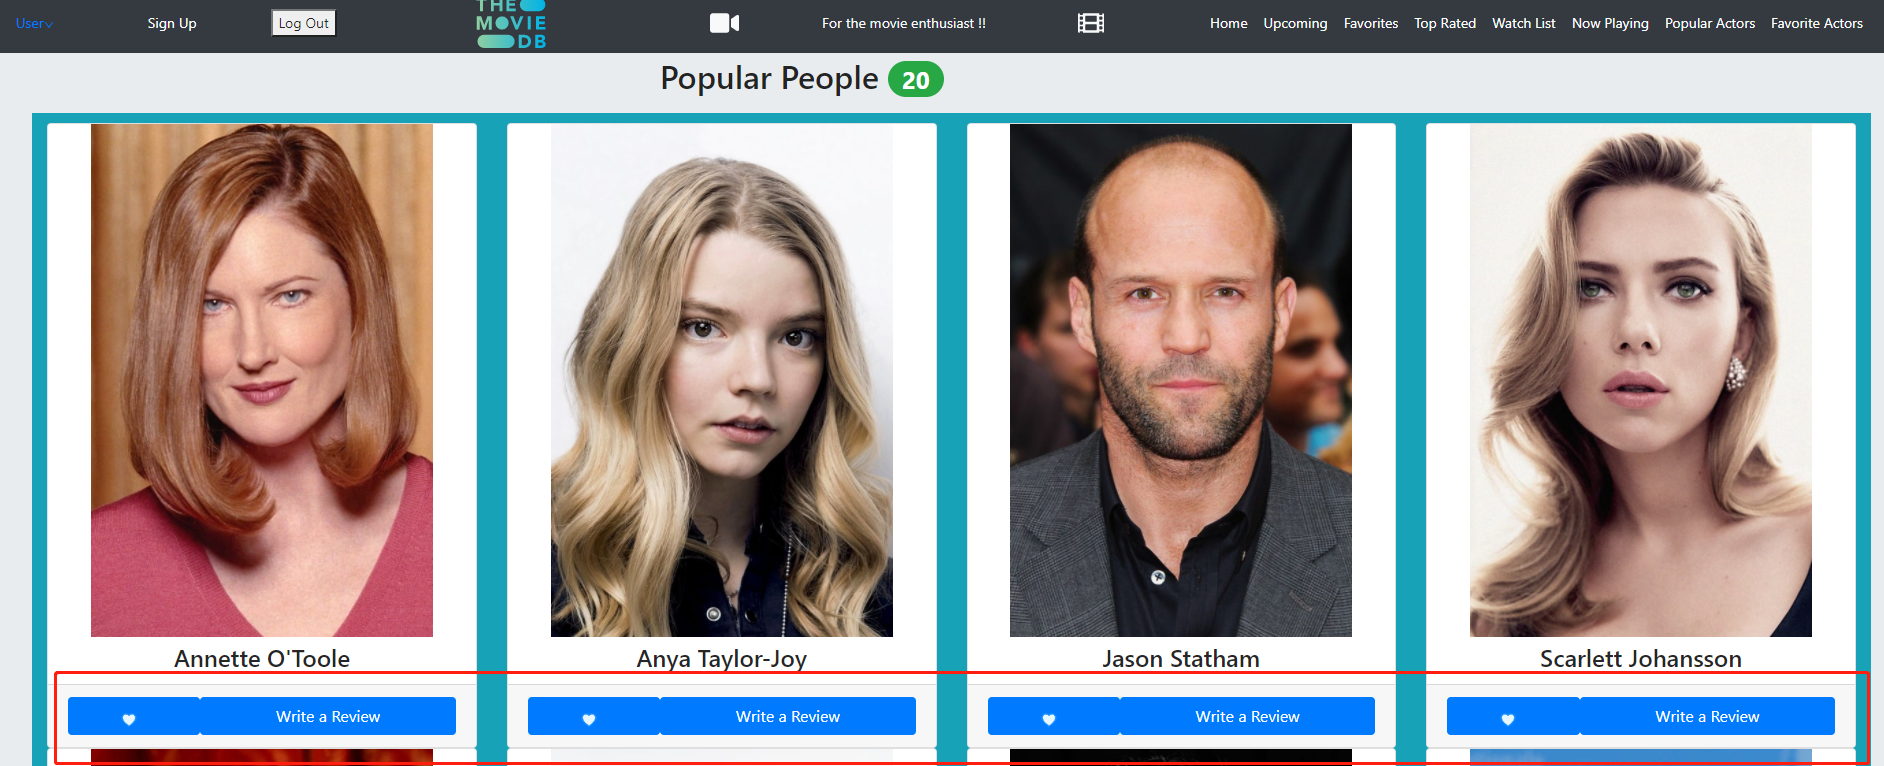 User
Sign Up
Log Out
THE
MOVIE
DB
For the movie enthusiast !!
Home
Upcoming
Favorites
Top Rated
Watch List
Now Playing
Popular Actors
Favorite Actors
Popular People 20
Annette O'Toole
Anya Taylor-Joy
Jason Statham
Scarlett Johansson
Write a Review
Write a Review
Write a Review
Write a Review